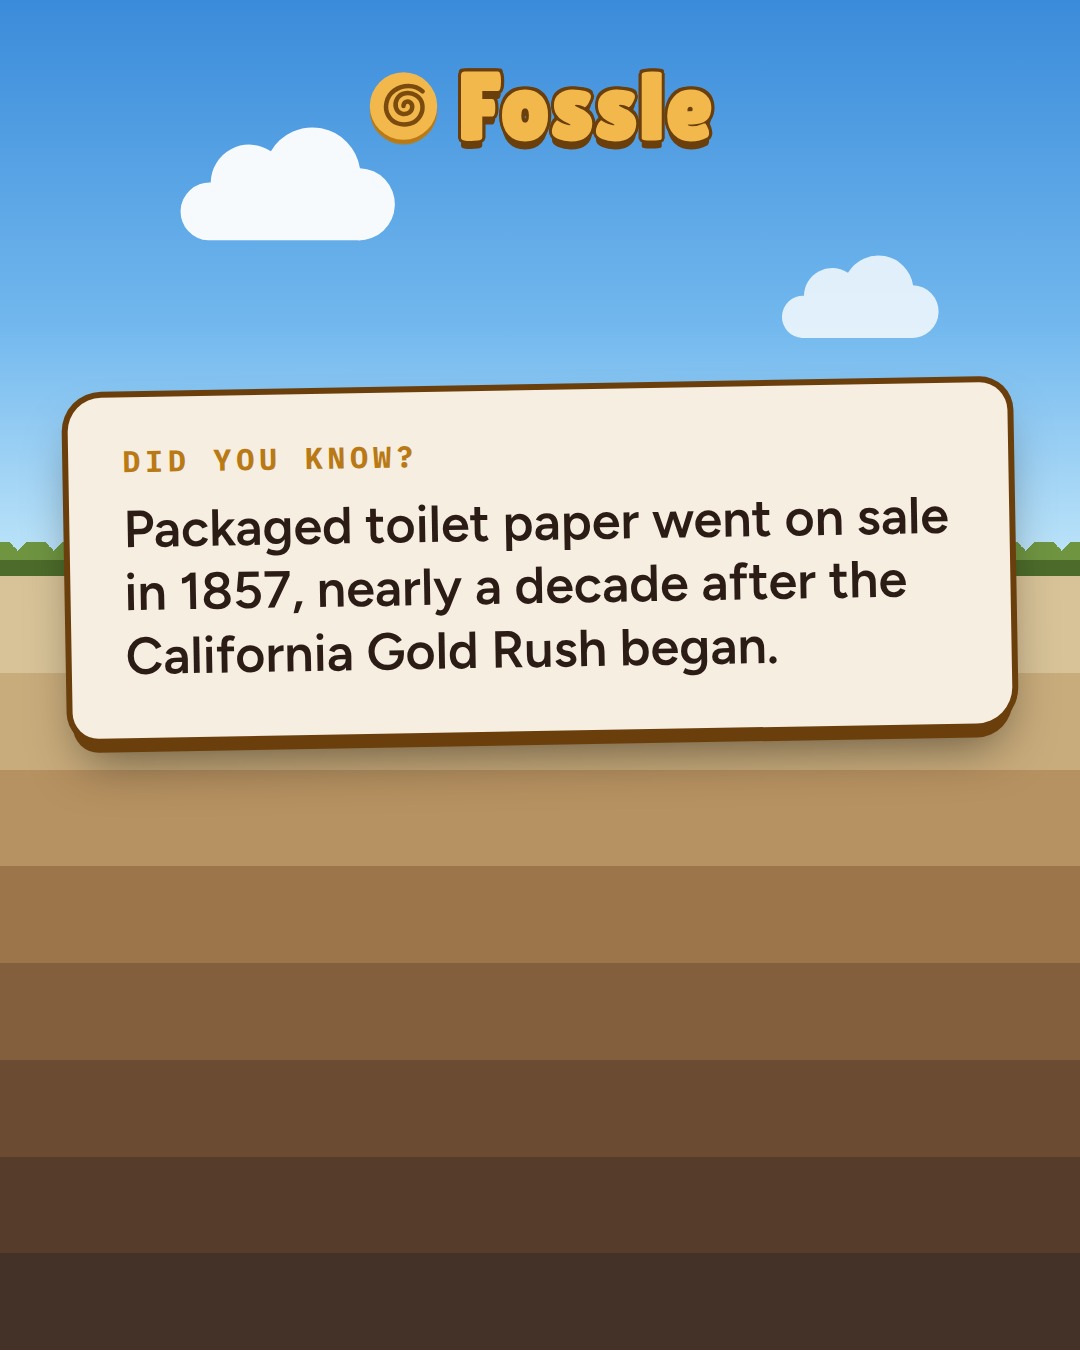 Fossle
DID YOU KNOW?
Packaged toilet paper went on sale
in 1857, nearly a decade after the
California Gold Rush began.